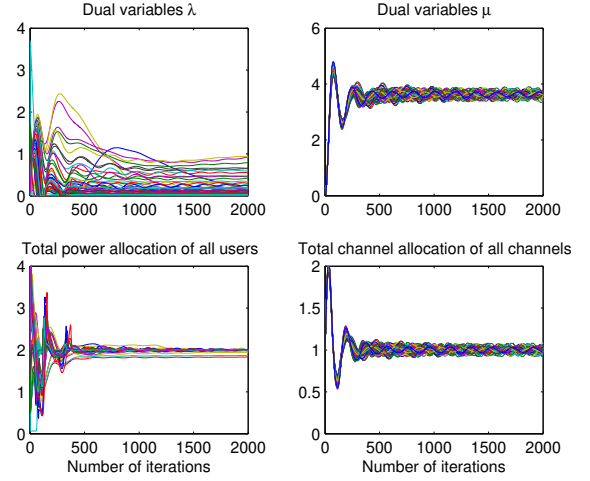 Dual variables λ
4
3
2
1
0
0 500 1000 1500 2000
Dual variables μ
6
4
2
0
0 500 1000 1500 2000
Total power allocation of all users
4
3
2
1
0
0 500 1000 1500 2000
Number of iterations
Total channel allocation of all channels
2
1.5
1
0.5
0
0 500 1000 1500 2000
Number of iterations